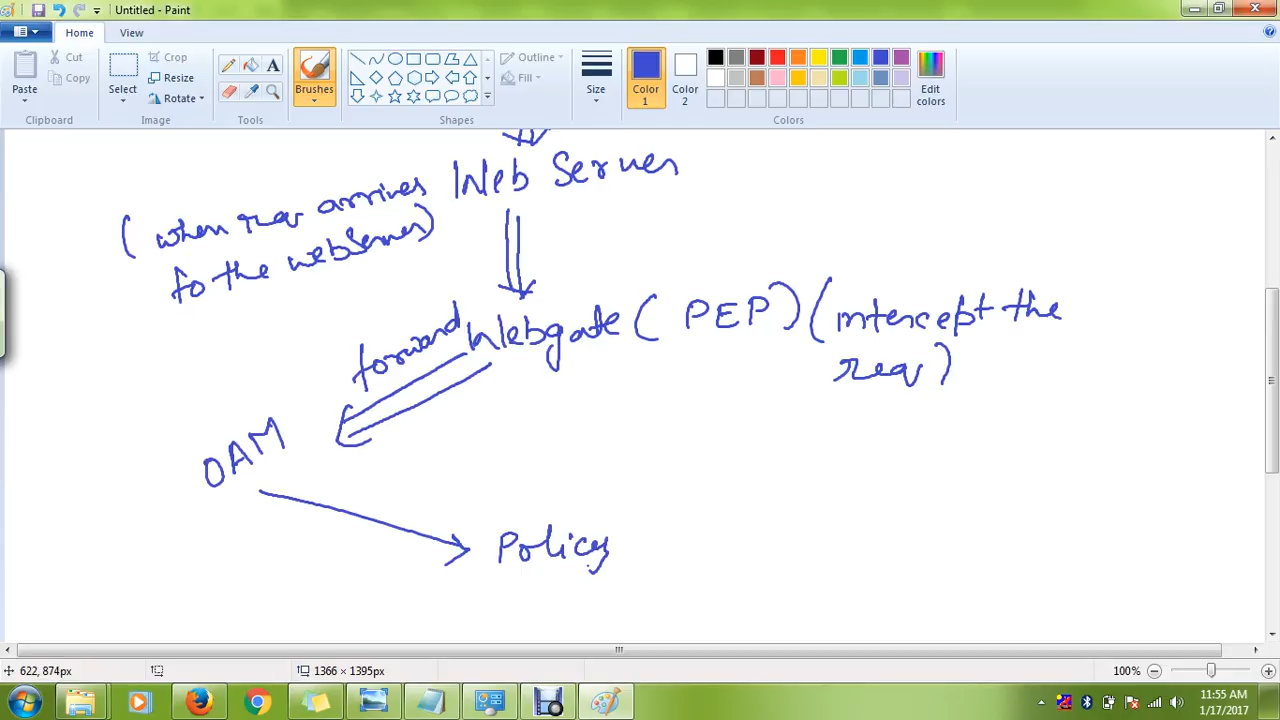 Untitled - Paint
Home View
Paste
Cut
Copy
Clipboard
Select
Crop
Resize
Rotate
Image
Tools
Brushes
Shapes
Outline
Fill
Size
Color 1
Color 2
Edit colors
Colors
Web Server
(when req arrives
to the webserver)
Webgate (PEP) (intercept the
req)
forward
OAM
Policy
622, 874px
1366 × 1395px
100%
11:55 AM
1/17/2017